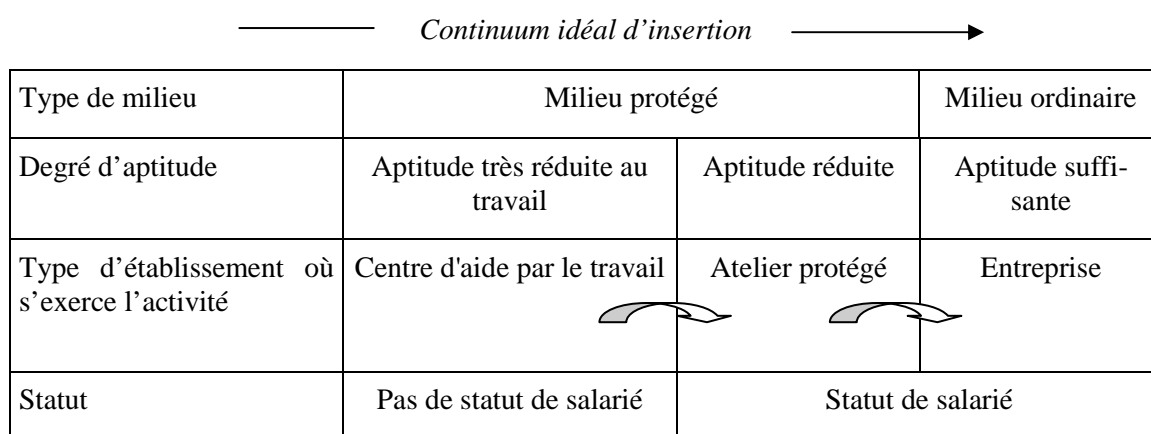 Continuum idéal d’insertion
Type de milieu
Milieu protégé
Milieu ordinaire
Degré d’aptitude
Aptitude très réduite au
travail
Aptitude réduite
Aptitude suffi-
sante
Type d’établissement où
s’exerce l’activité
Centre d'aide par le travail
Atelier protégé
Entreprise
Statut
Pas de statut de salarié
Statut de salarié